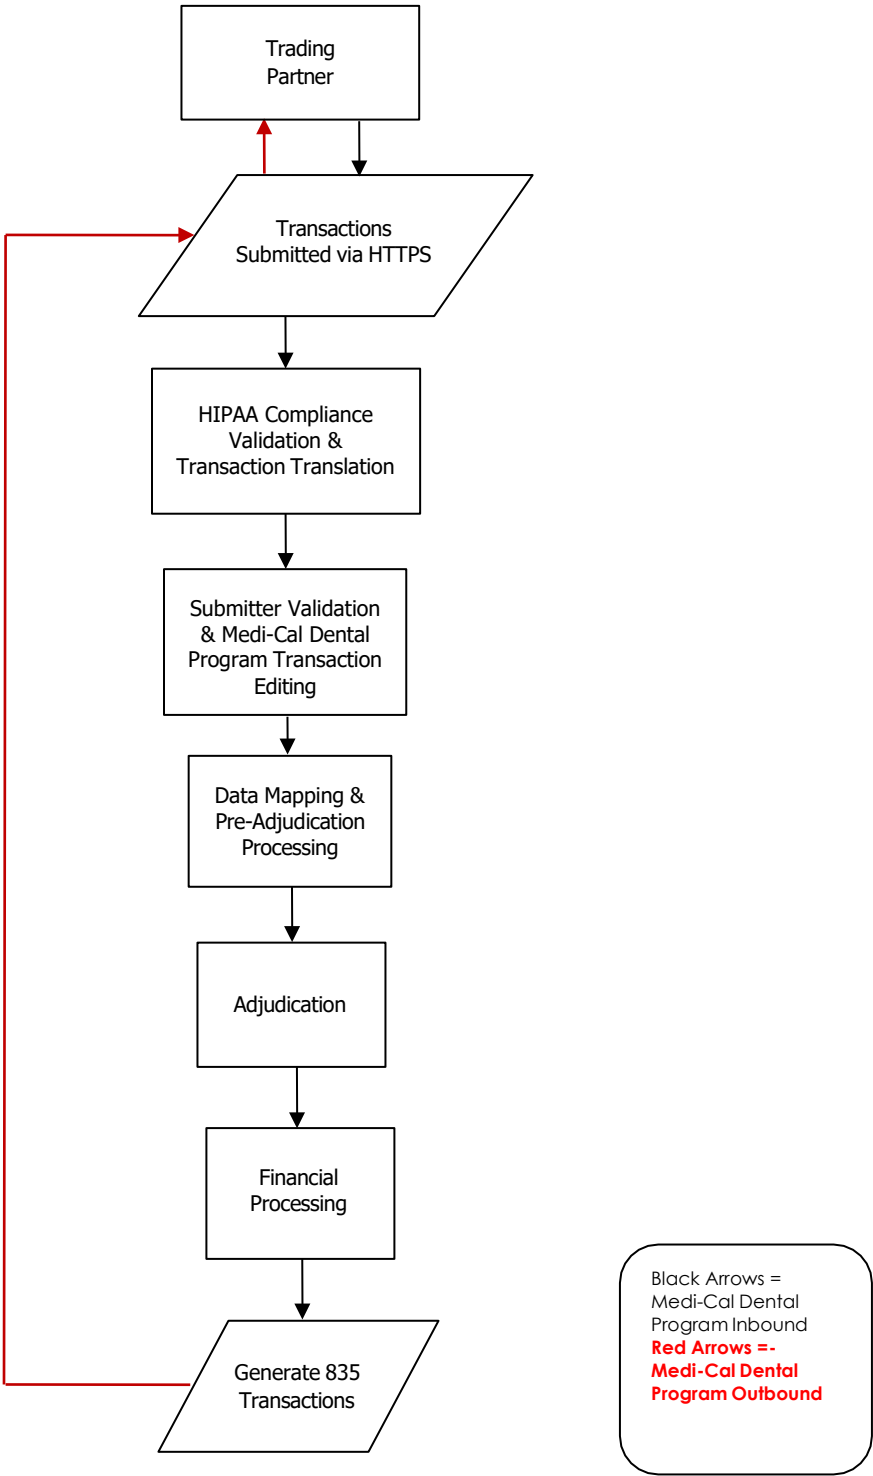 Trading
Partner
Transactions
Submitted via HTTPS
HIPAA Compliance
Validation &
Transaction Translation
Submitter Validation
& Medi-Cal Dental
Program Transaction
Editing
Data Mapping &
Pre-Adjudication
Processing
Adjudication
Financial
Processing
Generate 835
Transactions
Black Arrows =
Medi-Cal Dental
Program Inbound
Red Arrows =-
Medi-Cal Dental
Program Outbound